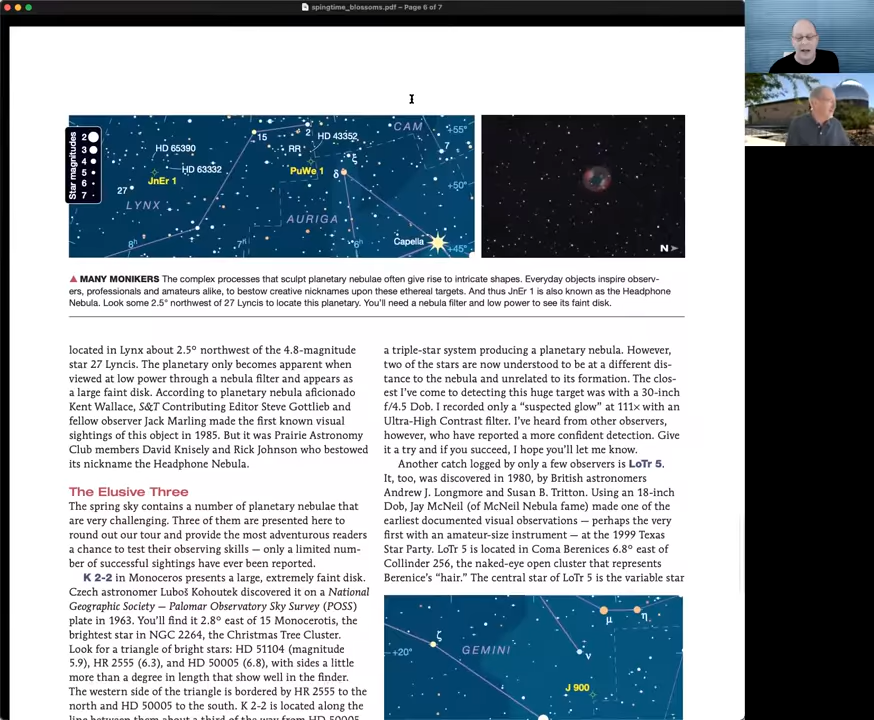 spingtime_blossoms.pdf – Page 6 of 7
Star magnitudes
2
3
4
5
6
7
HD 65390
HD 63332
JnEr 1
27
LYNX
15
2
HD 43352
RR
PuWe 1
ξ
δ
CAM
7
+55°
+50°
+45°
AURIGA
Capella
8h
7h
6h
N
▲ MANY MONIKERS The complex processes that sculpt planetary nebulae often give rise to intricate shapes. Everyday objects inspire observ-
ers, professionals and amateurs alike, to bestow creative nicknames upon these ethereal targets. And thus JnEr 1 is also known as the Headphone
Nebula. Look some 2.5° northwest of 27 Lyncis to locate this planetary. You'll need a nebula filter and low power to see its faint disk.
located in Lynx about 2.5° northwest of the 4.8-magnitude
star 27 Lyncis. The planetary only becomes apparent when
viewed at low power through a nebula filter and appears as
a large faint disk. According to planetary nebula aficionado
Kent Wallace, S&T Contributing Editor Steve Gottlieb and
fellow observer Jack Marling made the first known visual
sightings of this object in 1985. But it was Prairie Astronomy
Club members David Knisely and Rick Johnson who bestowed
its nickname the Headphone Nebula.
The Elusive Three
The spring sky contains a number of planetary nebulae that
are very challenging. Three of them are presented here to
round out our tour and provide the most adventurous readers
a chance to test their observing skills — only a limited num-
ber of successful sightings have ever been reported.
K 2-2 in Monoceros presents a large, extremely faint disk.
Czech astronomer Luboš Kohoutek discovered it on a National
Geographic Society — Palomar Observatory Sky Survey (POSS)
plate in 1963. You'll find it 2.8° east of 15 Monocerotis, the
brightest star in NGC 2264, the Christmas Tree Cluster.
Look for a triangle of bright stars: HD 51104 (magnitude
5.9), HR 2555 (6.3), and HD 50005 (6.8), with sides a little
more than a degree in length that show well in the finder.
The western side of the triangle is bordered by HR 2555 to the
north and HD 50005 to the south. K 2-2 is located along the
line between them about a third of the way from HD 50005
a triple-star system producing a planetary nebula. However,
two of the stars are now understood to be at a different dis-
tance to the nebula and unrelated to its formation. The clos-
est I've come to detecting this huge target was with a 30-inch
f/4.5 Dob. I recorded only a "suspected glow" at 111× with an
Ultra-High Contrast filter. I've heard from other observers,
however, who have reported a more confident detection. Give
it a try and if you succeed, I hope you'll let me know.
Another catch logged by only a few observers is LoTr 5.
It, too, was discovered in 1980, by British astronomers
Andrew J. Longmore and Susan B. Tritton. Using an 18-inch
Dob, Jay McNeil (of McNeil Nebula fame) made one of the
earliest documented visual observations — perhaps the very
first with an amateur-size instrument — at the 1999 Texas
Star Party. LoTr 5 is located in Coma Berenices 6.8° east of
Collinder 256, the naked-eye open cluster that represents
Berenice's "hair." The central star of LoTr 5 is the variable star
ζ
+20°
GEMINI
μ
η
ν
J 900